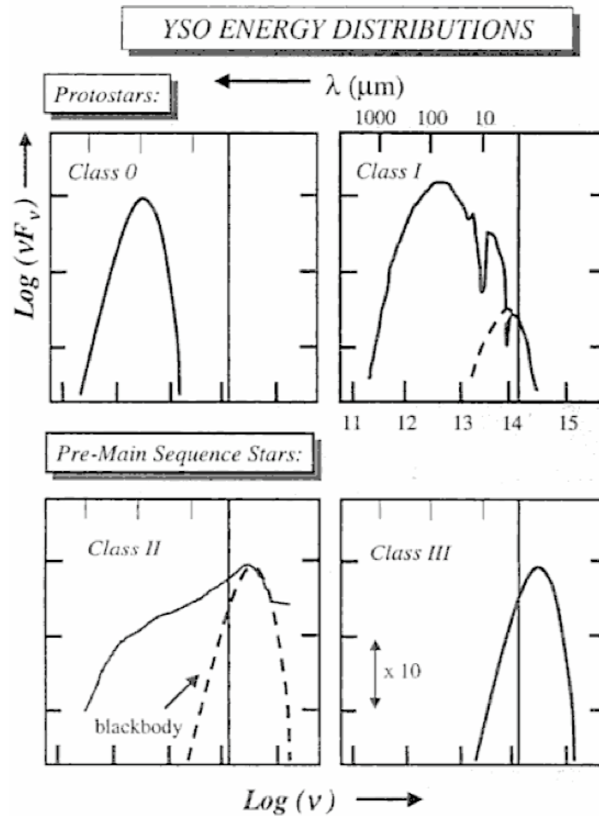 YSO ENERGY DISTRIBUTIONS
Protostars:
λ (μm)
1000 100 10
Class 0
Class I
Log (νFν)
11 12 13 14 15
Pre-Main Sequence Stars:
Class II
Class III
x 10
blackbody
Log (ν)